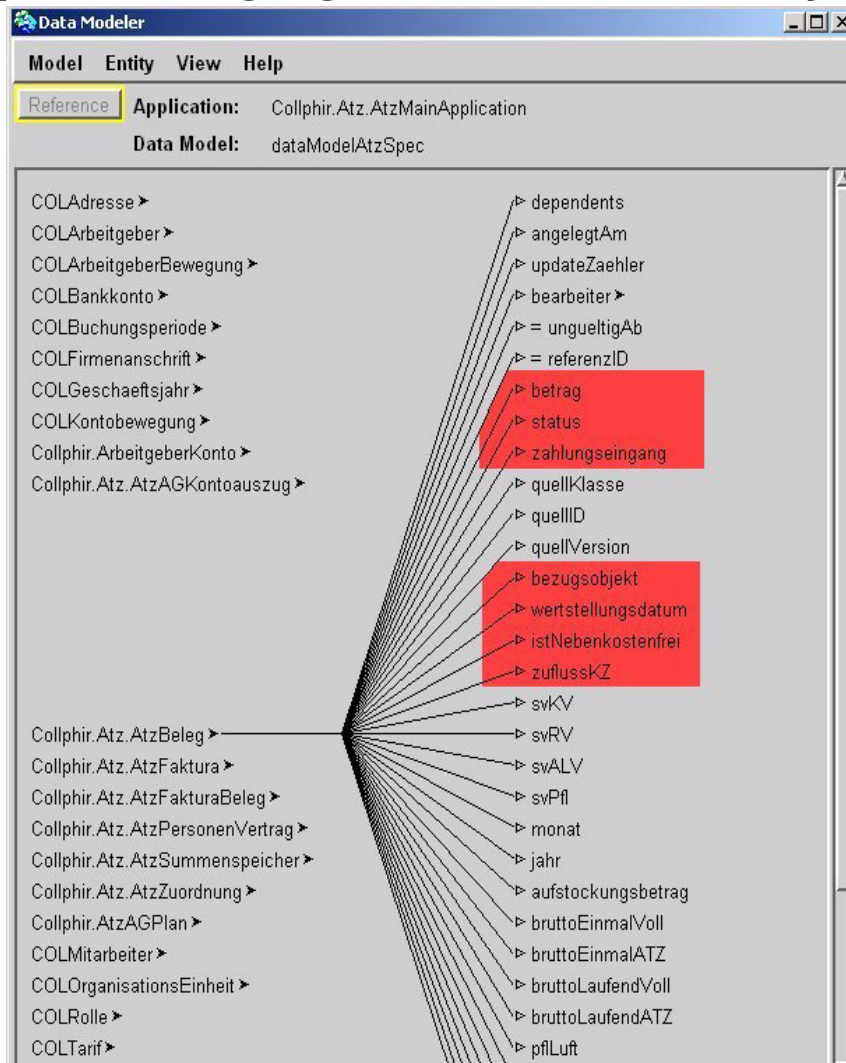 Data Modeler
Model Entity View Help
Reference Application: Collphir.Atz.AtzMainApplication
Data Model: dataModelAtzSpec
COLAdresse
COLArbeitgeber
COLArbeitgeberBewegung
COLBankkonto
COLBuchungsperiode
COLFirmenanschrift
COLGeschaeftsjahr
COLKontobewegung
Collphir.ArbeitgeberKonto
Collphir.Atz.AtzAGKontoauszug
Collphir.Atz.AtzBeleg
Collphir.Atz.AtzFaktura
Collphir.Atz.AtzFakturaBeleg
Collphir.Atz.AtzPersonenVertrag
Collphir.Atz.AtzSummenspeicher
Collphir.Atz.AtzZuordnung
Collphir.AtzAGPlan
COLMitarbeiter
COLOrganisationsEinheit
COLRolle
COLTarif
dependents
angelegtAm
updateZaehler
bearbeiter
= ungueltigAb
= referenzID
betrag
status
zahlungseingang
quellKlasse
quellID
quellVersion
bezugsobjekt
wertstellungsdatum
istNebenkostenfrei
zuflussKZ
svKV
svRV
svALV
svPfl
monat
jahr
aufstockungsbetrag
bruttoEinmalVoll
bruttoEinmalATZ
bruttoLaufendVoll
bruttoLaufendATZ
pflLuft